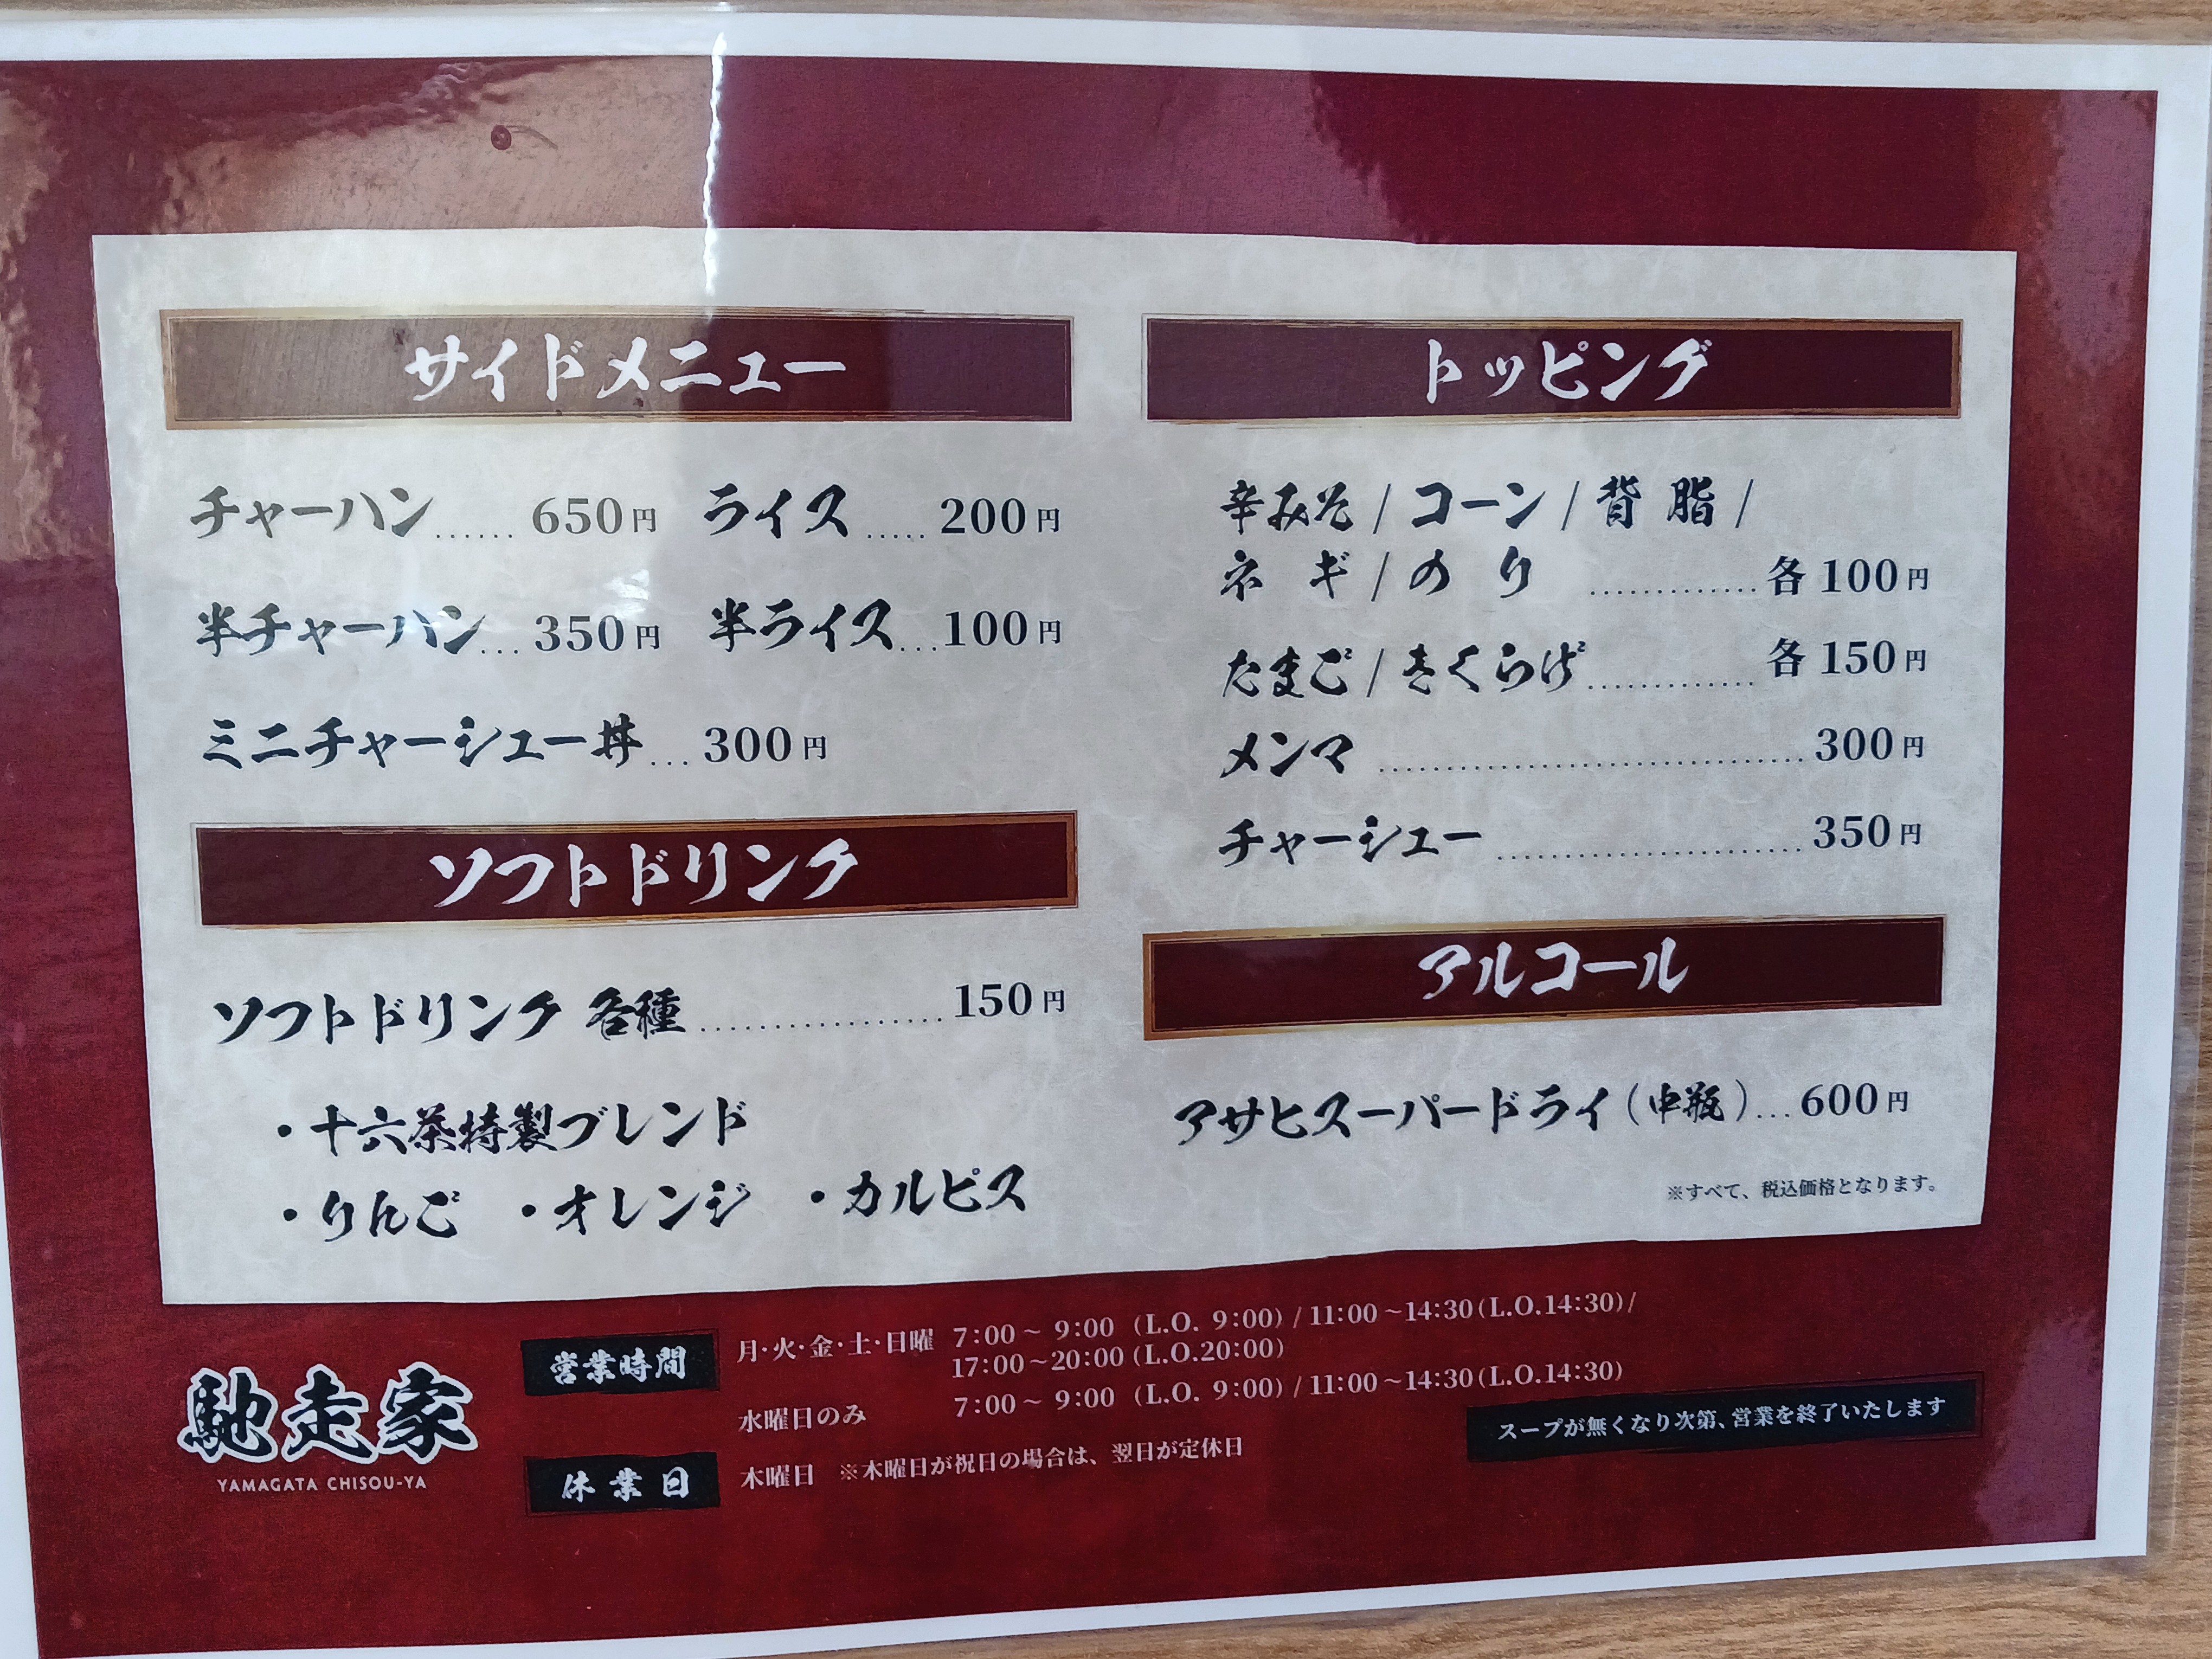 サイドメニュー
チャーハン...... 650円 ライス..... 200円
半チャーハン... 350円 半ライス...100円
ミニチャーシュー丼... 300円
ソフトドリンク
ソフトドリンク 各種................150円
・十六茶特製ブレンド
・りんご ・オレンジ ・カルピス
トッピング
辛みそ / コーン / 背 脂 /
ネ ギ / の り .............各100円
たまご / きくらげ.............各150円
メンマ ................................300円
チャーシュー .......................350円
アルコール
アサヒスーパードライ(中瓶)...600円
※すべて、税込価格となります。
馳走家
YAMAGATA CHISOU-YA
営業時間
月・火・金・土・日曜 7:00～ 9:00 (L.O. 9:00) / 11:00～14:30(L.O.14:30)/
17:00～20:00(L.O.20:00)
水曜日のみ 7:00～ 9:00 (L.O. 9:00) / 11:00～14:30(L.O.14:30)
休業日
木曜日 ※木曜日が祝日の場合は、翌日が定休日
スープが無くなり次第、営業を終了いたします